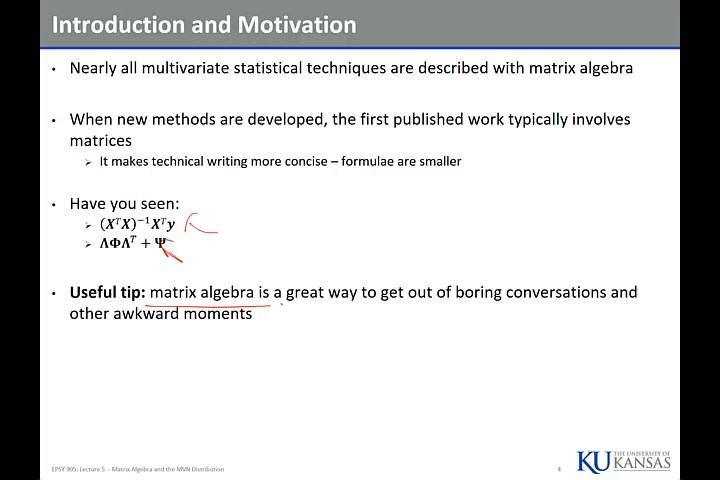 Introduction and Motivation
• Nearly all multivariate statistical techniques are described with matrix algebra
• When new methods are developed, the first published work typically involves
matrices
➢ It makes technical writing more concise – formulae are smaller
• Have you seen:
➢ (XᵀX)⁻¹Xᵀy
➢ ΛΦΛᵀ + Ψ
• Useful tip: matrix algebra is a great way to get out of boring conversations and
other awkward moments
EPSY 905: Lecture 5 -- Matrix Algebra and the MVN Distribution
4
KU THE UNIVERSITY OF
KANSAS